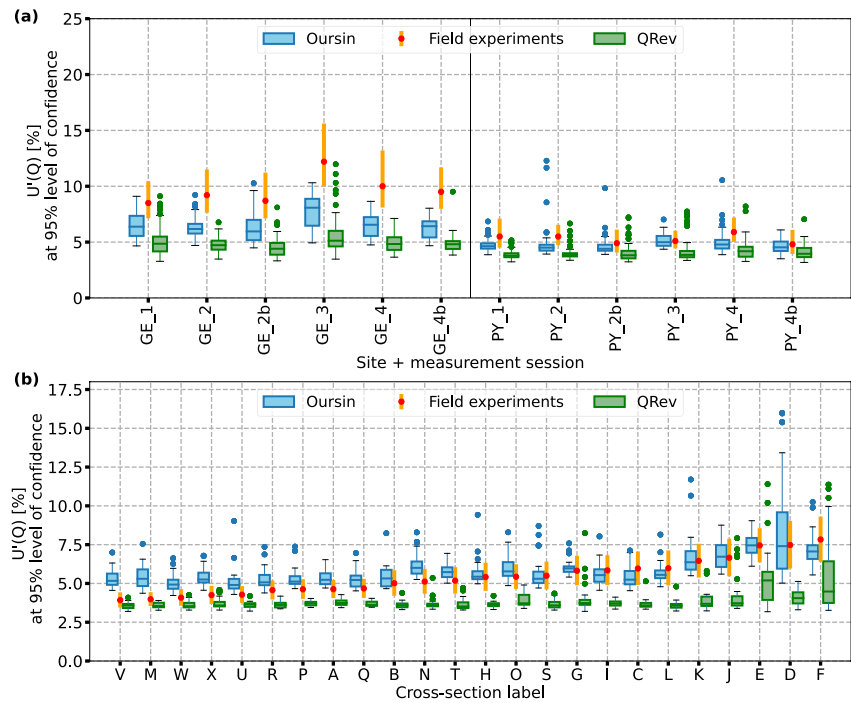 (a)
25
20
15
10
5
0
U'(Q) [%]
at 95% level of confidence
Oursin
Field experiments
QRev
GE_1
GE_2
GE_2b
GE_3
GE_4
GE_4b
PY_1
PY_2
PY_2b
PY_3
PY_4
PY_4b
Site + measurement session
(b)
17.5
15.0
12.5
10.0
7.5
5.0
2.5
0.0
U'(Q) [%]
at 95% level of confidence
Oursin
Field experiments
QRev
V M W X U R P A Q B N T H O S G I C L K J E D F
Cross-section label